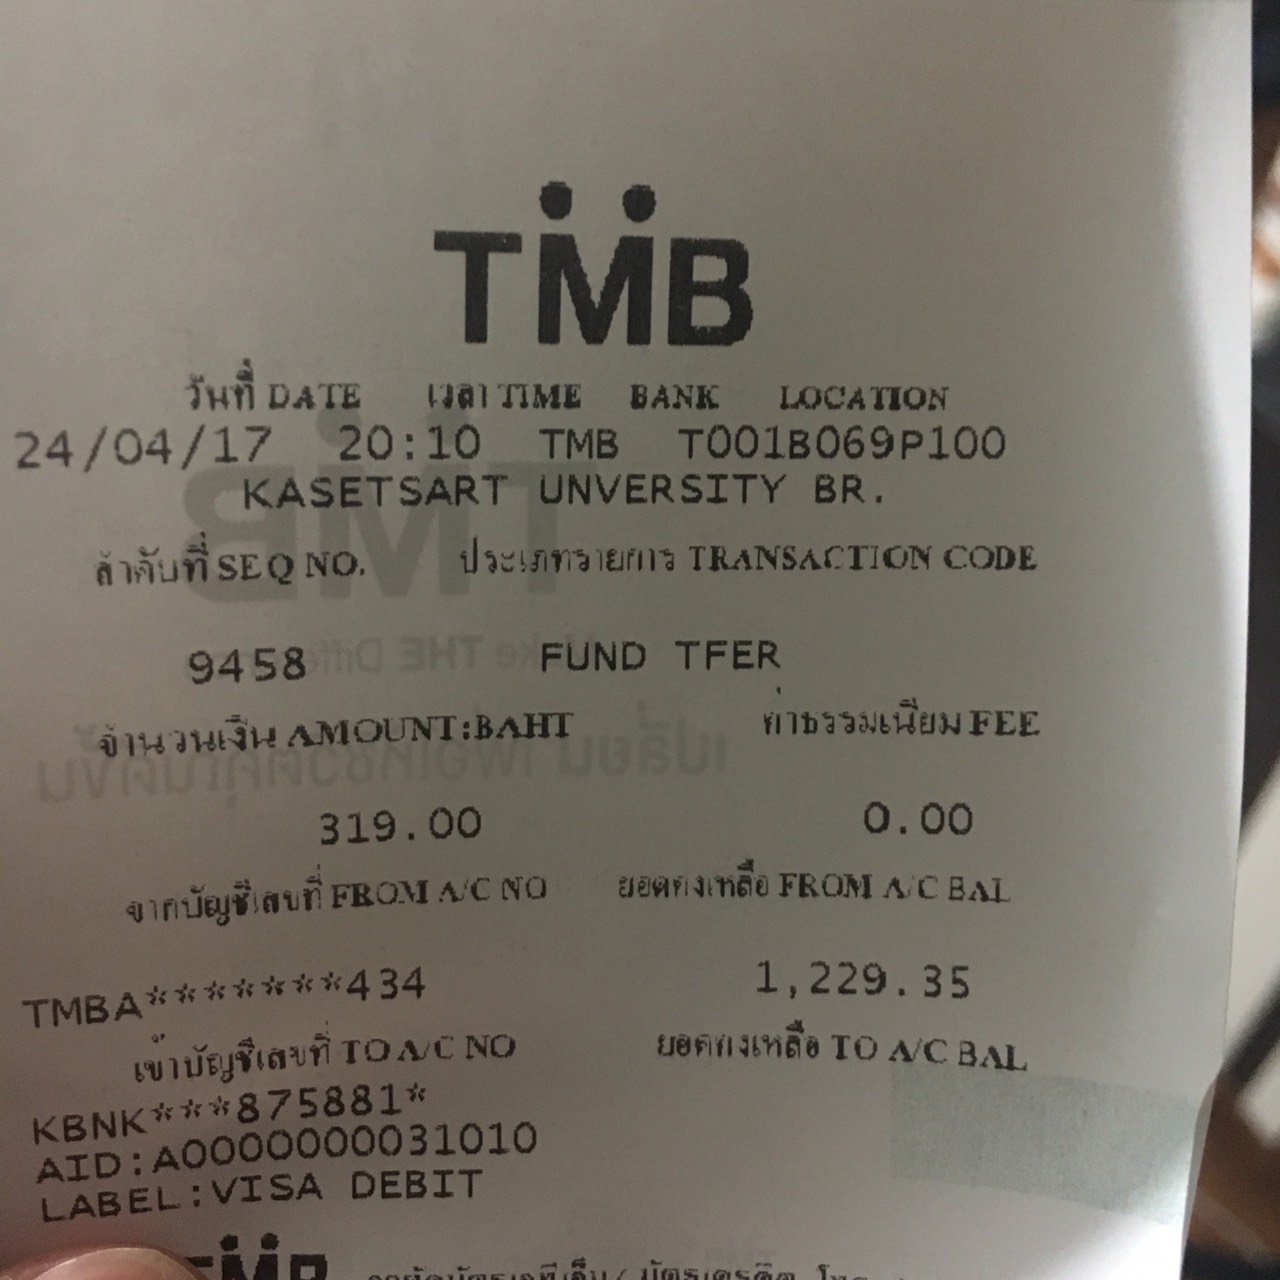 TMB
วันที่ DATE เวลา TIME BANK LOCATION
24/04/17 20:10 TMB T001B069P100
KASETSART UNVERSITY BR.
ลำดับที่ SEQ NO. ประเภทรายการ TRANSACTION CODE
9458 FUND TFER
จำนวนเงิน AMOUNT:BAHT ค่าธรรมเนียม FEE
319.00 0.00
จากบัญชีเลขที่ FROM A/C NO ยอดคงเหลือ FROM A/C BAL
TMBA*******434 1,229.35
เข้าบัญชีเลขที่ TO A/C NO ยอดคงเหลือ TO A/C BAL
KBNK***875881*
AID:A0000000031010
LABEL:VISA DEBIT
TMB